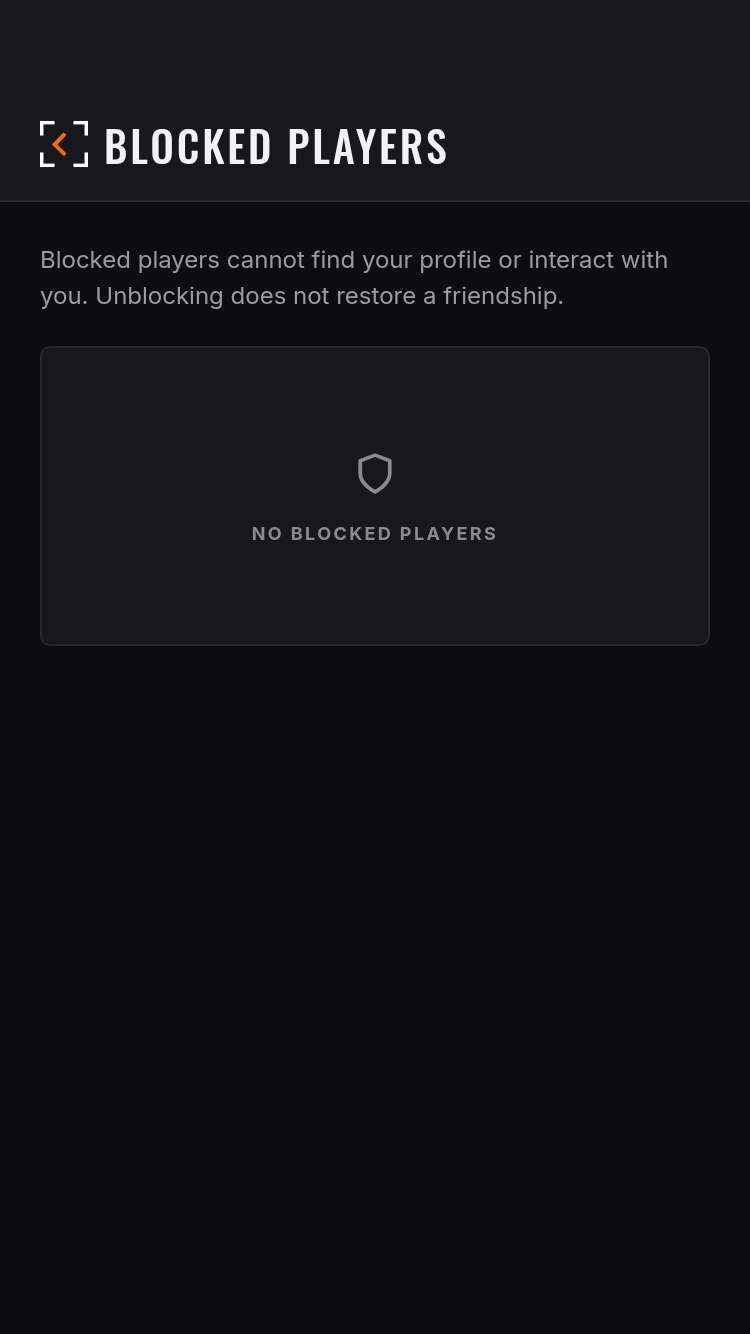 BLOCKED PLAYERS
Blocked players cannot find your profile or interact with
you. Unblocking does not restore a friendship.
NO BLOCKED PLAYERS